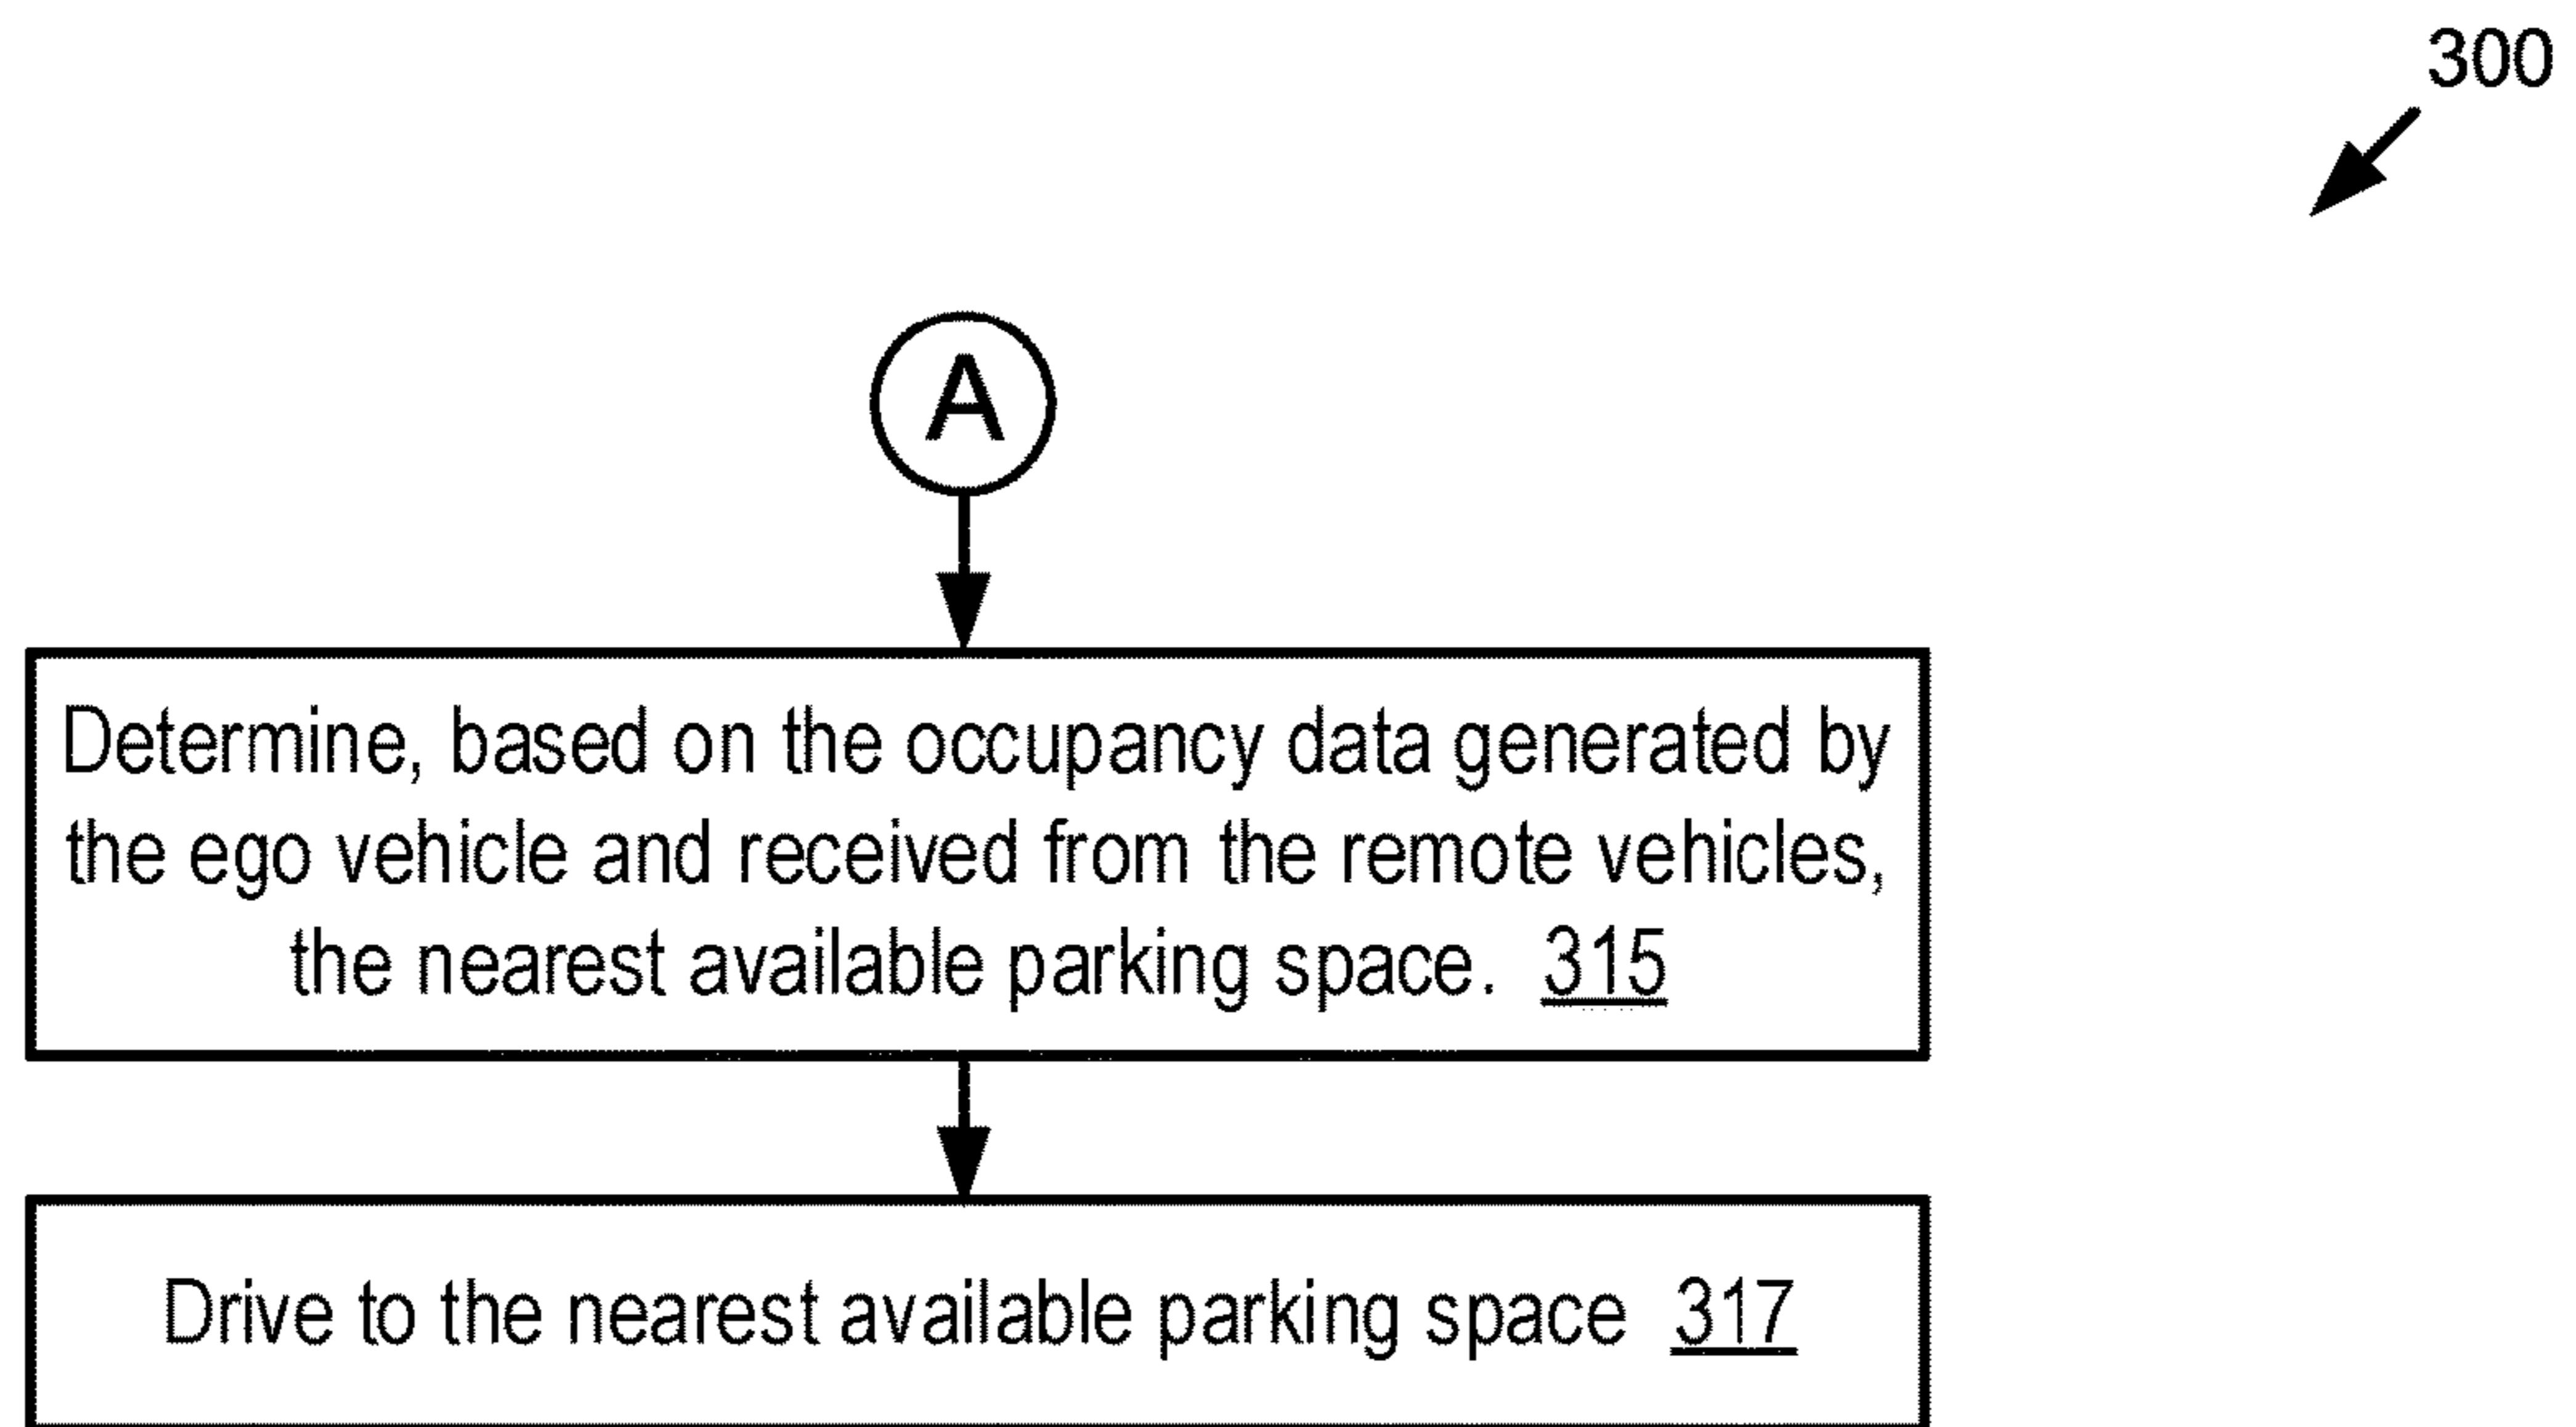 300
A
Determine, based on the occupancy data generated by
the ego vehicle and received from the remote vehicles,
the nearest available parking space. 315
Drive to the nearest available parking space 317